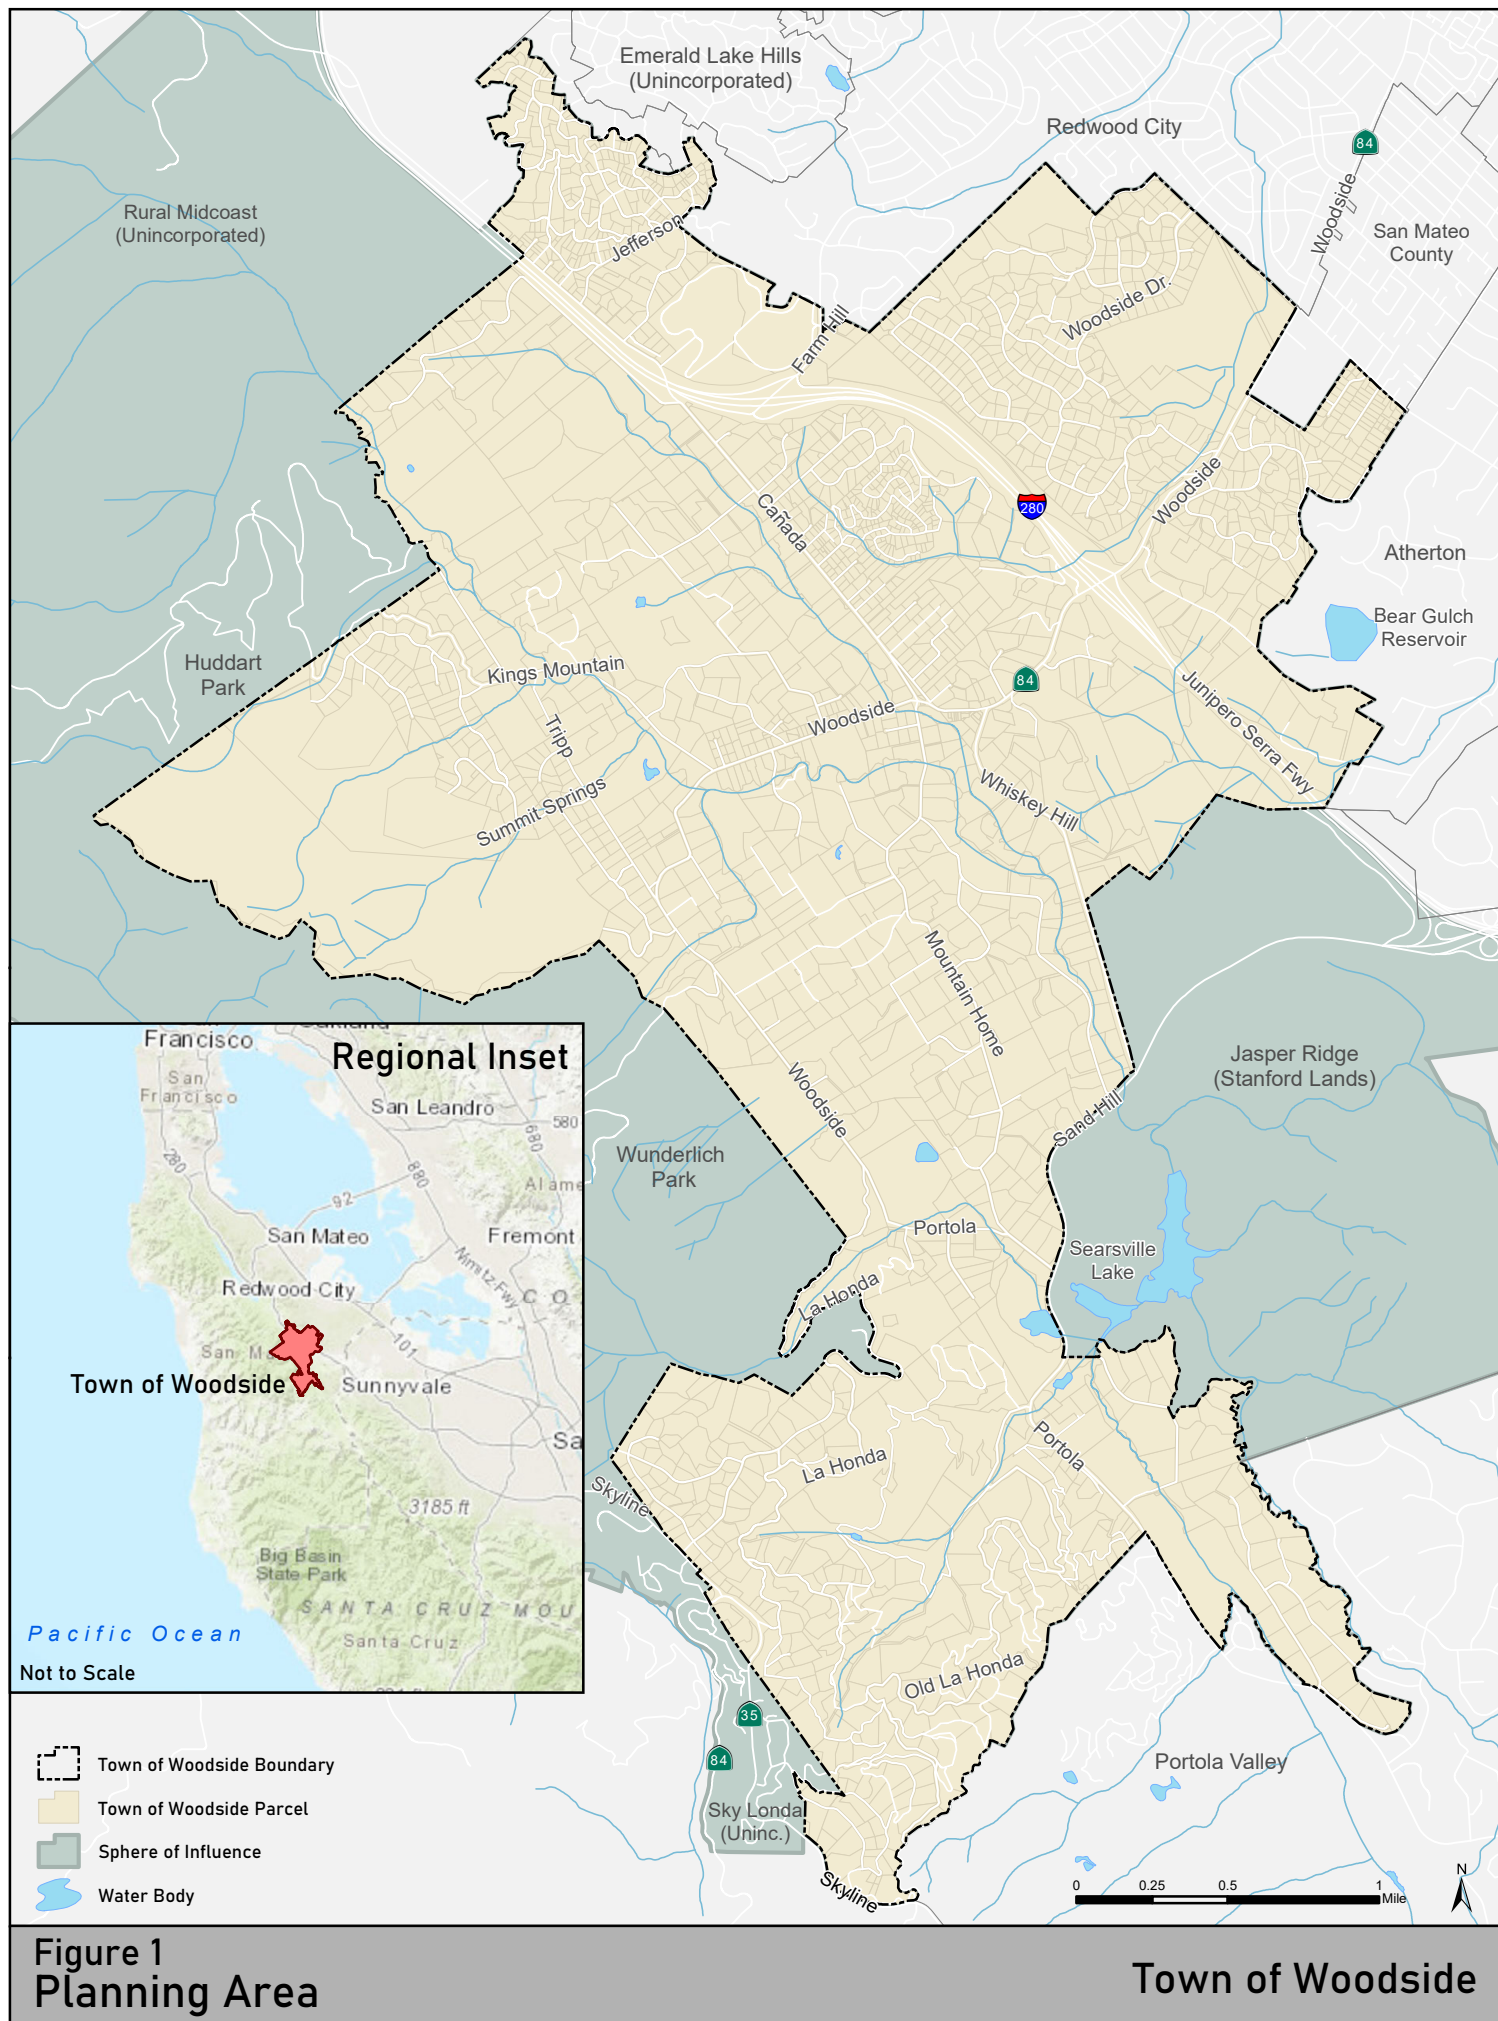 Emerald Lake Hills
(Unincorporated)
Redwood City
84
Woodside
San Mateo
County
Rural Midcoast
(Unincorporated)
Jefferson
Woodside Dr.
Farm Hill
Cañada
280
Woodside
Atherton
Bear Gulch
Reservoir
Huddart
Park
Kings Mountain
84
Junipero Serra Fwy
Woodside
Tripp
Whiskey Hill
Summit Springs
Mountain Home
Jasper Ridge
(Stanford Lands)
Woodside
Sand Hill
Wunderlich
Park
Portola
Searsville
Lake
La Honda
Portola
La Honda
Skyline
Old La Honda
35
84
Portola Valley
Sky Londa
(Uninc.)
Skyline
Regional Inset
Francisco
San
Francisco
San Leandro
580
680
280
880
Alame
92
San Mateo
Fremont
Nimitz Fwy
Redwood City
C O
101
San M
Town of Woodside
Sunnyvale
Sa
3185 ft
Big Basin
State Park
SANTA CRUZ MOU
Santa Cruz
Pacific Ocean
Not to Scale
Town of Woodside Boundary
Town of Woodside Parcel
Sphere of Influence
Water Body
0 0.25 0.5 1
Mile
N
Figure 1
Planning Area
Town of Woodside